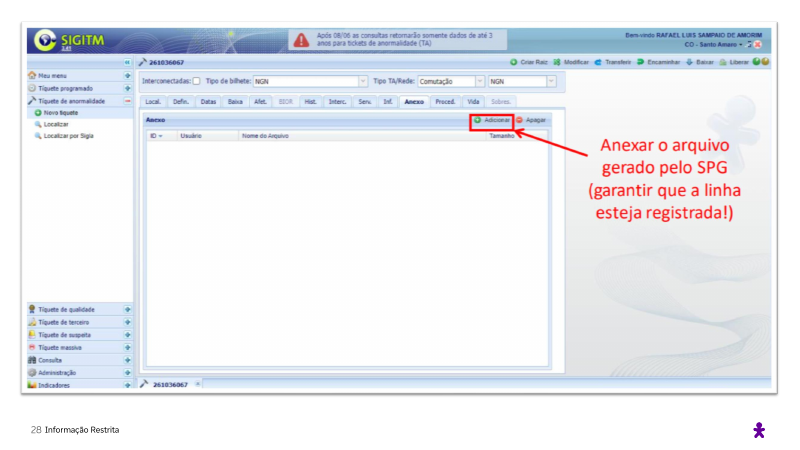 SIGITM
Após 08/06 as consultas retornarão somente dados de até 3
anos para tickets de anormalidade (TA)
Bem-vindo RAFAEL LUIS SAMPAIO DE AMORIM
CO - Santo Amaro
261036067
Criar Raiz Modificar Transferir Encaminhar Baixar Liberar
Meu menu
Tíquete programado
Tíquete de anormalidade
Novo tíquete
Localizar
Localizar por Sigla
Interconectadas: Tipo de bilhete: NGN Tipo TA/Rede: Comutação NGN
Local. Defin. Datas Baixa Afet. Hist. Interc. Serv. Inf. Anexo Proced. Vida Sobres.
Anexo Adicionar Apagar
ID Usuário Nome do Arquivo Tamanho
Anexar o arquivo
gerado pelo SPG
(garantir que a linha
esteja registrada!)
Tíquete de qualidade
Tíquete de terceiro
Tíquete de suspeita
Tíquete massivo
Consulta
Administração
Indicadores
261036067
28 Informação Restrita